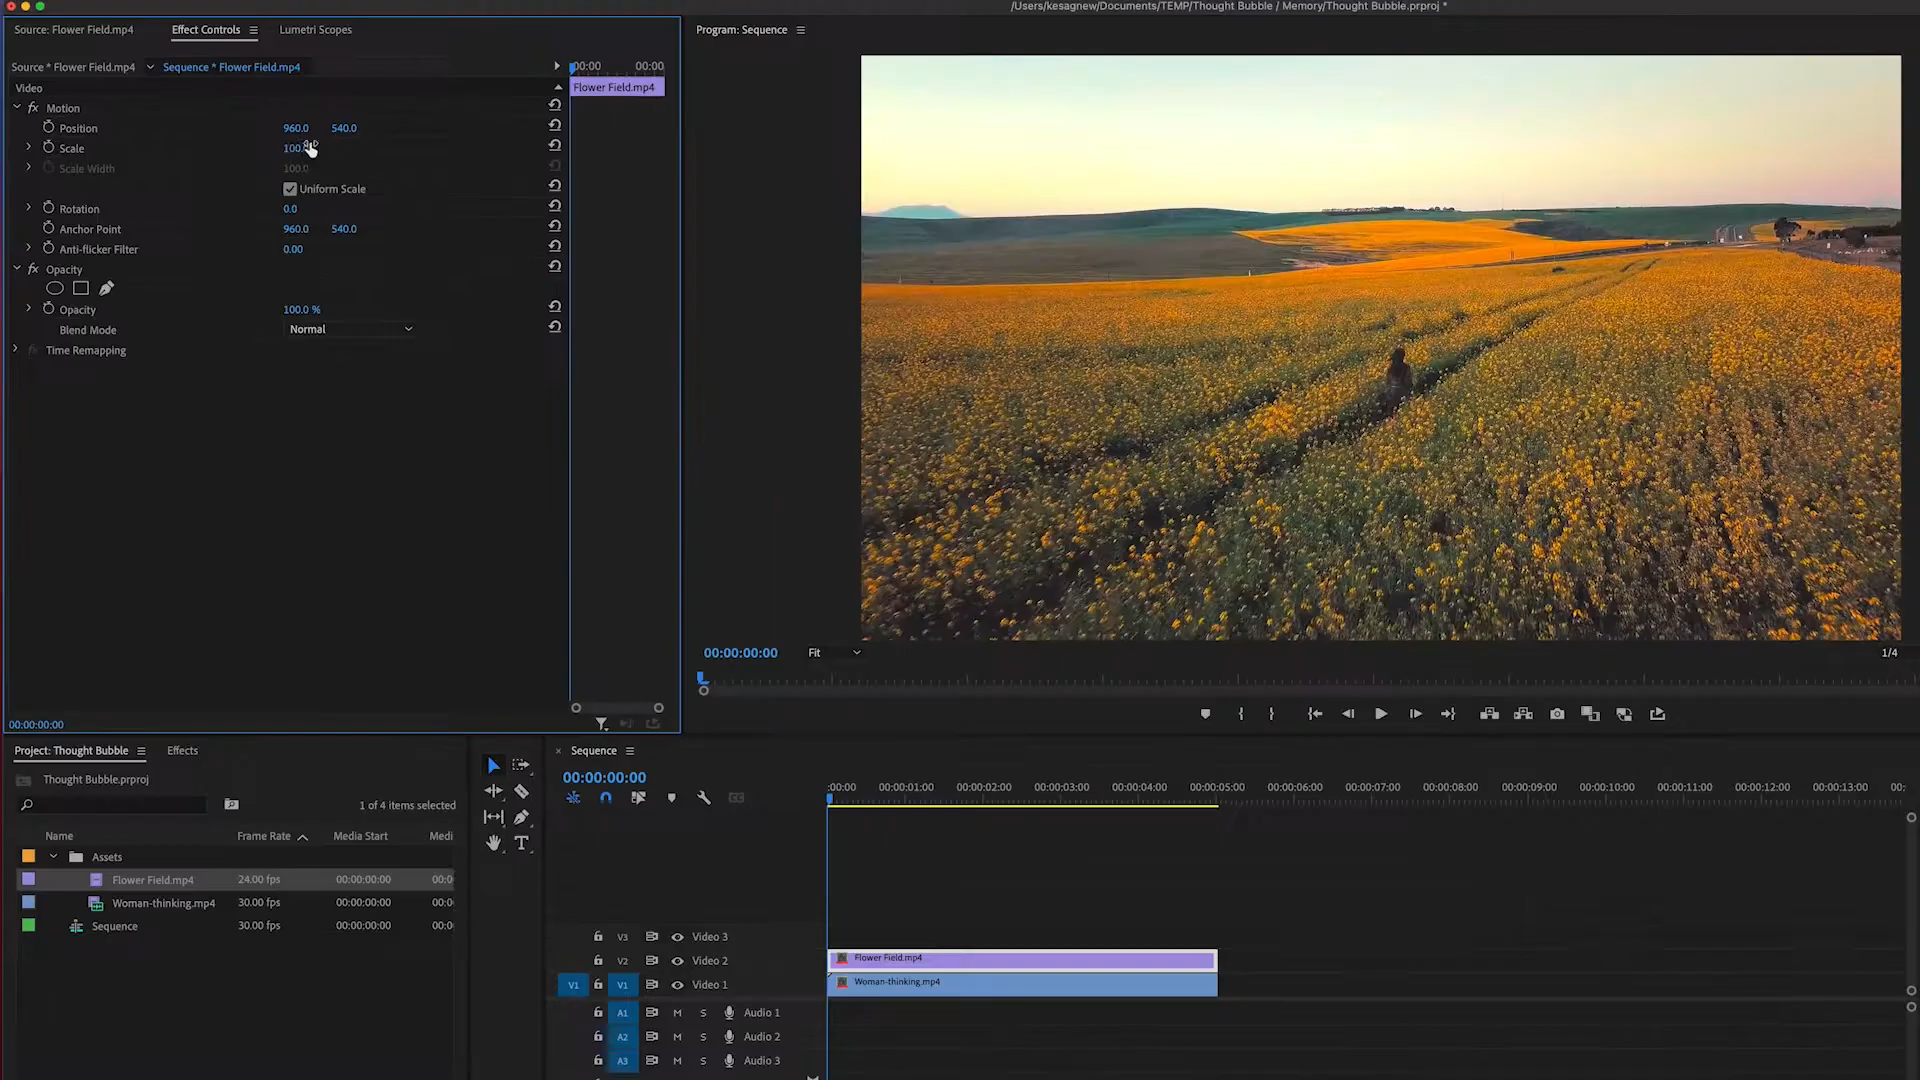 /Users/kesagnew/Documents/TEMP/Thought Bubble / Memory/Thought Bubble.prproj *
Source: Flower Field.mp4
Effect Controls
Lumetri Scopes
Program: Sequence
Source * Flower Field.mp4
Sequence * Flower Field.mp4
00:00
00:00
Video
Flower Field.mp4
fx Motion
Position 960.0 540.0
Scale 100.
Scale Width 100.0
Uniform Scale
Rotation 0.0
Anchor Point 960.0 540.0
Anti-flicker Filter 0.00
fx Opacity
Opacity 100.0 %
Blend Mode Normal
fx Time Remapping
00:00:00:00
Fit
1/4
00:00:00:00
Project: Thought Bubble
Effects
Thought Bubble.prproj
1 of 4 items selected
Name Frame Rate Media Start Medi
Assets
Flower Field.mp4 24.00 fps 00:00:00:00 00:0
Woman-thinking.mp4 30.00 fps 00:00:00:00 00:0
Sequence 30.00 fps 00:00:00:00 00:0
T
× Sequence
00:00:00:00
:00:00 00:00:01:00 00:00:02:00 00:00:03:00 00:00:04:00 00:00:05:00 00:00:06:00 00:00:07:00 00:00:08:00 00:00:09:00 00:00:10:00 00:00:11:00 00:00:12:00 00:00:13:00 00:
V3 Video 3
V2 Video 2
Flower Field.mp4
V1 V1 Video 1
Woman-thinking.mp4
A1 M S Audio 1
A2 M S Audio 2
A3 M S Audio 3